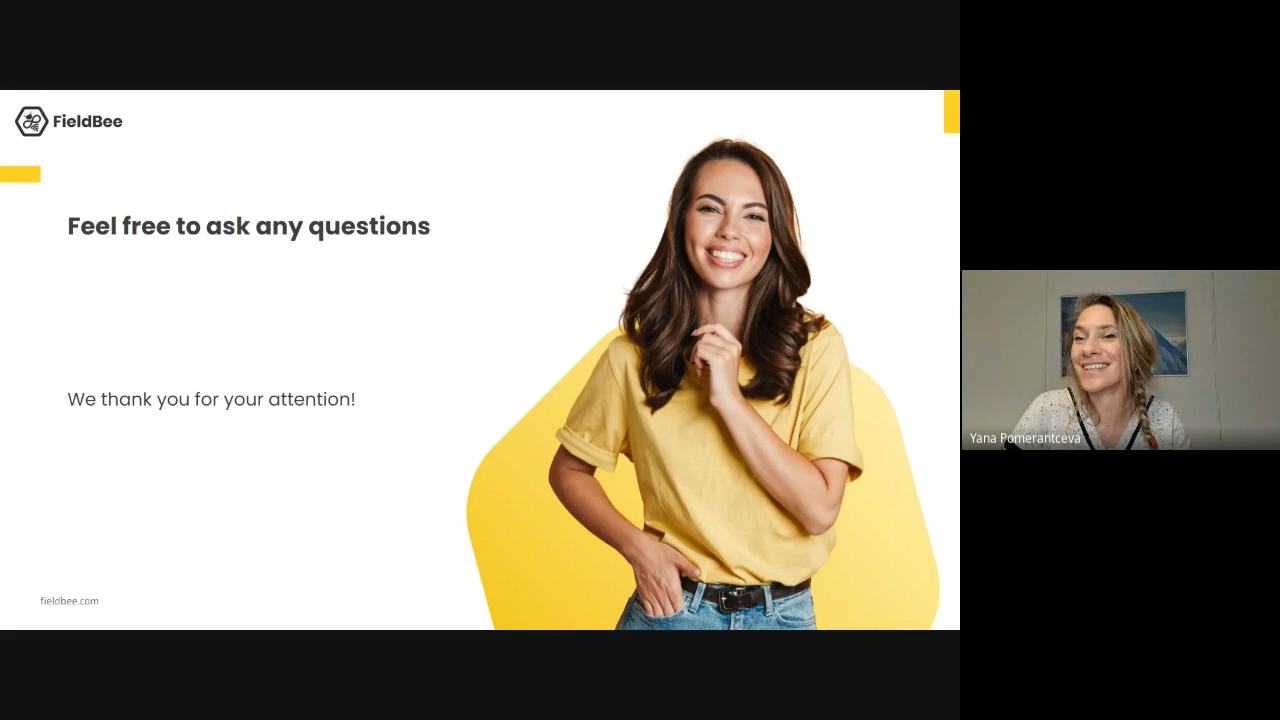 FieldBee
Feel free to ask any questions
We thank you for your attention!
fieldbee.com
Yana Pomerantceva